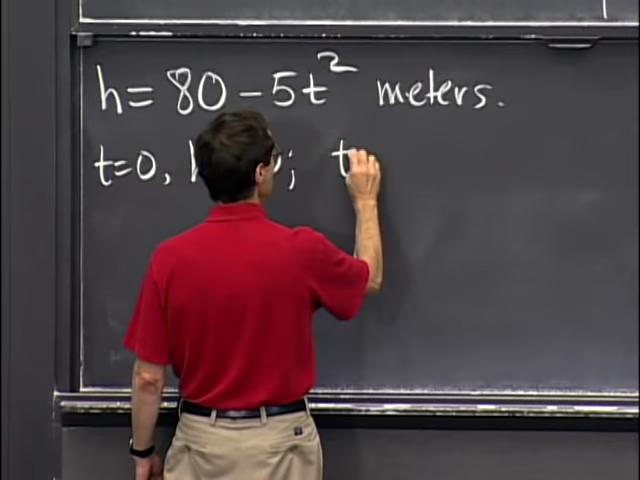 h = 80 - 5t² meters.
t = 0, h ; t